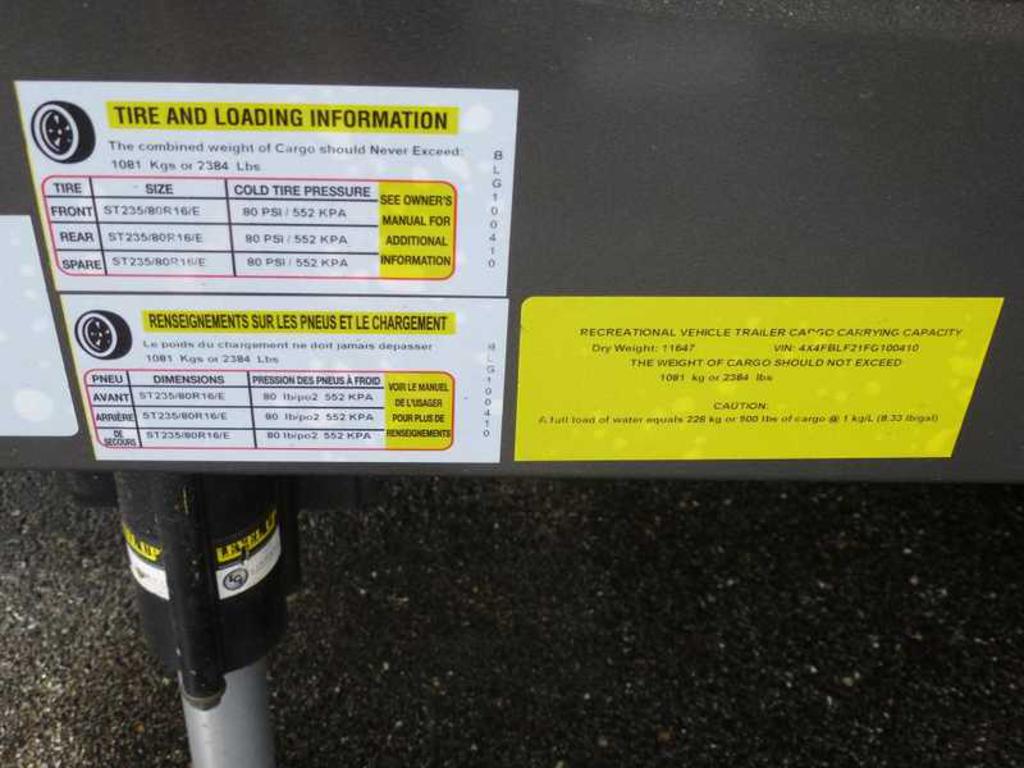 TIRE AND LOADING INFORMATION
The combined weight of Cargo should Never Exceed:
1081 Kgs or 2384 Lbs
TIRE SIZE COLD TIRE PRESSURE
FRONT ST235/80R16/E 80 PSI / 552 KPA
REAR ST235/80R16/E 80 PSI / 552 KPA
SPARE ST235/80R16/E 80 PSI / 552 KPA
SEE OWNER'S
MANUAL FOR
ADDITIONAL
INFORMATION
BLG100410
RENSEIGNEMENTS SUR LES PNEUS ET LE CHARGEMENT
Le poids du chargement ne doit jamais depasser
1081 Kgs or 2384 Lbs
PNEU DIMENSIONS PRESSION DES PNEUS À FROID
AVANT ST235/80R16/E 80 lb/po2 552 KPA
ARRIÈRE ST235/80R16/E 80 lb/po2 552 KPA
DE SECOURS ST235/80R16/E 80 lb/po2 552 KPA
VOIR LE MANUEL
DE L'USAGER
POUR PLUS DE
RENSEIGNEMENTS
BLG100410
RECREATIONAL VEHICLE TRAILER CARGO CARRYING CAPACITY
Dry Weight: 11647 VIN: 4X4FBLF21FG100410
THE WEIGHT OF CARGO SHOULD NOT EXCEED
1081 kg or 2384 lbs
CAUTION:
A full load of water equals 226 kg or 500 lbs of cargo @ 1 kg/L (8.33 lb/gal)